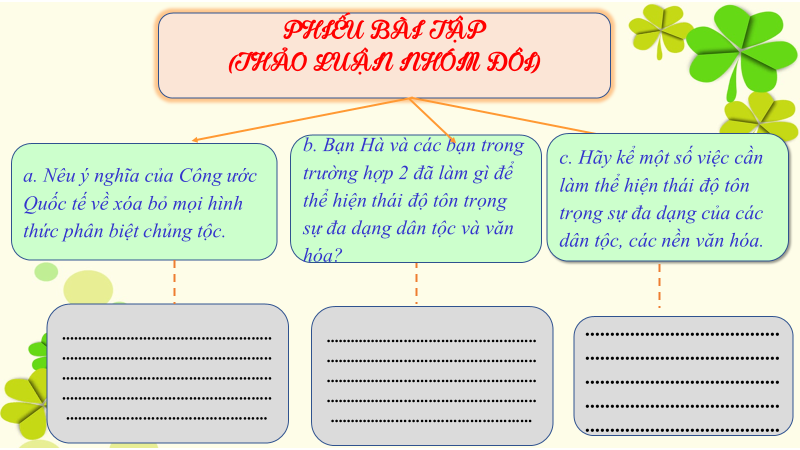 PHIẾU BÀI TẬP
(THẢO LUẬN NHÓM ĐÔI)
a. Nêu ý nghĩa của Công ước
Quốc tế về xóa bỏ mọi hình
thức phân biệt chủng tộc.
b. Bạn Hà và các bạn trong
trường hợp 2 đã làm gì để
thể hiện thái độ tôn trọng
sự đa dạng dân tộc và văn
hóa?
c. Hãy kể một số việc cần
làm thể hiện thái độ tôn
trọng sự đa dạng của các
dân tộc, các nền văn hóa.